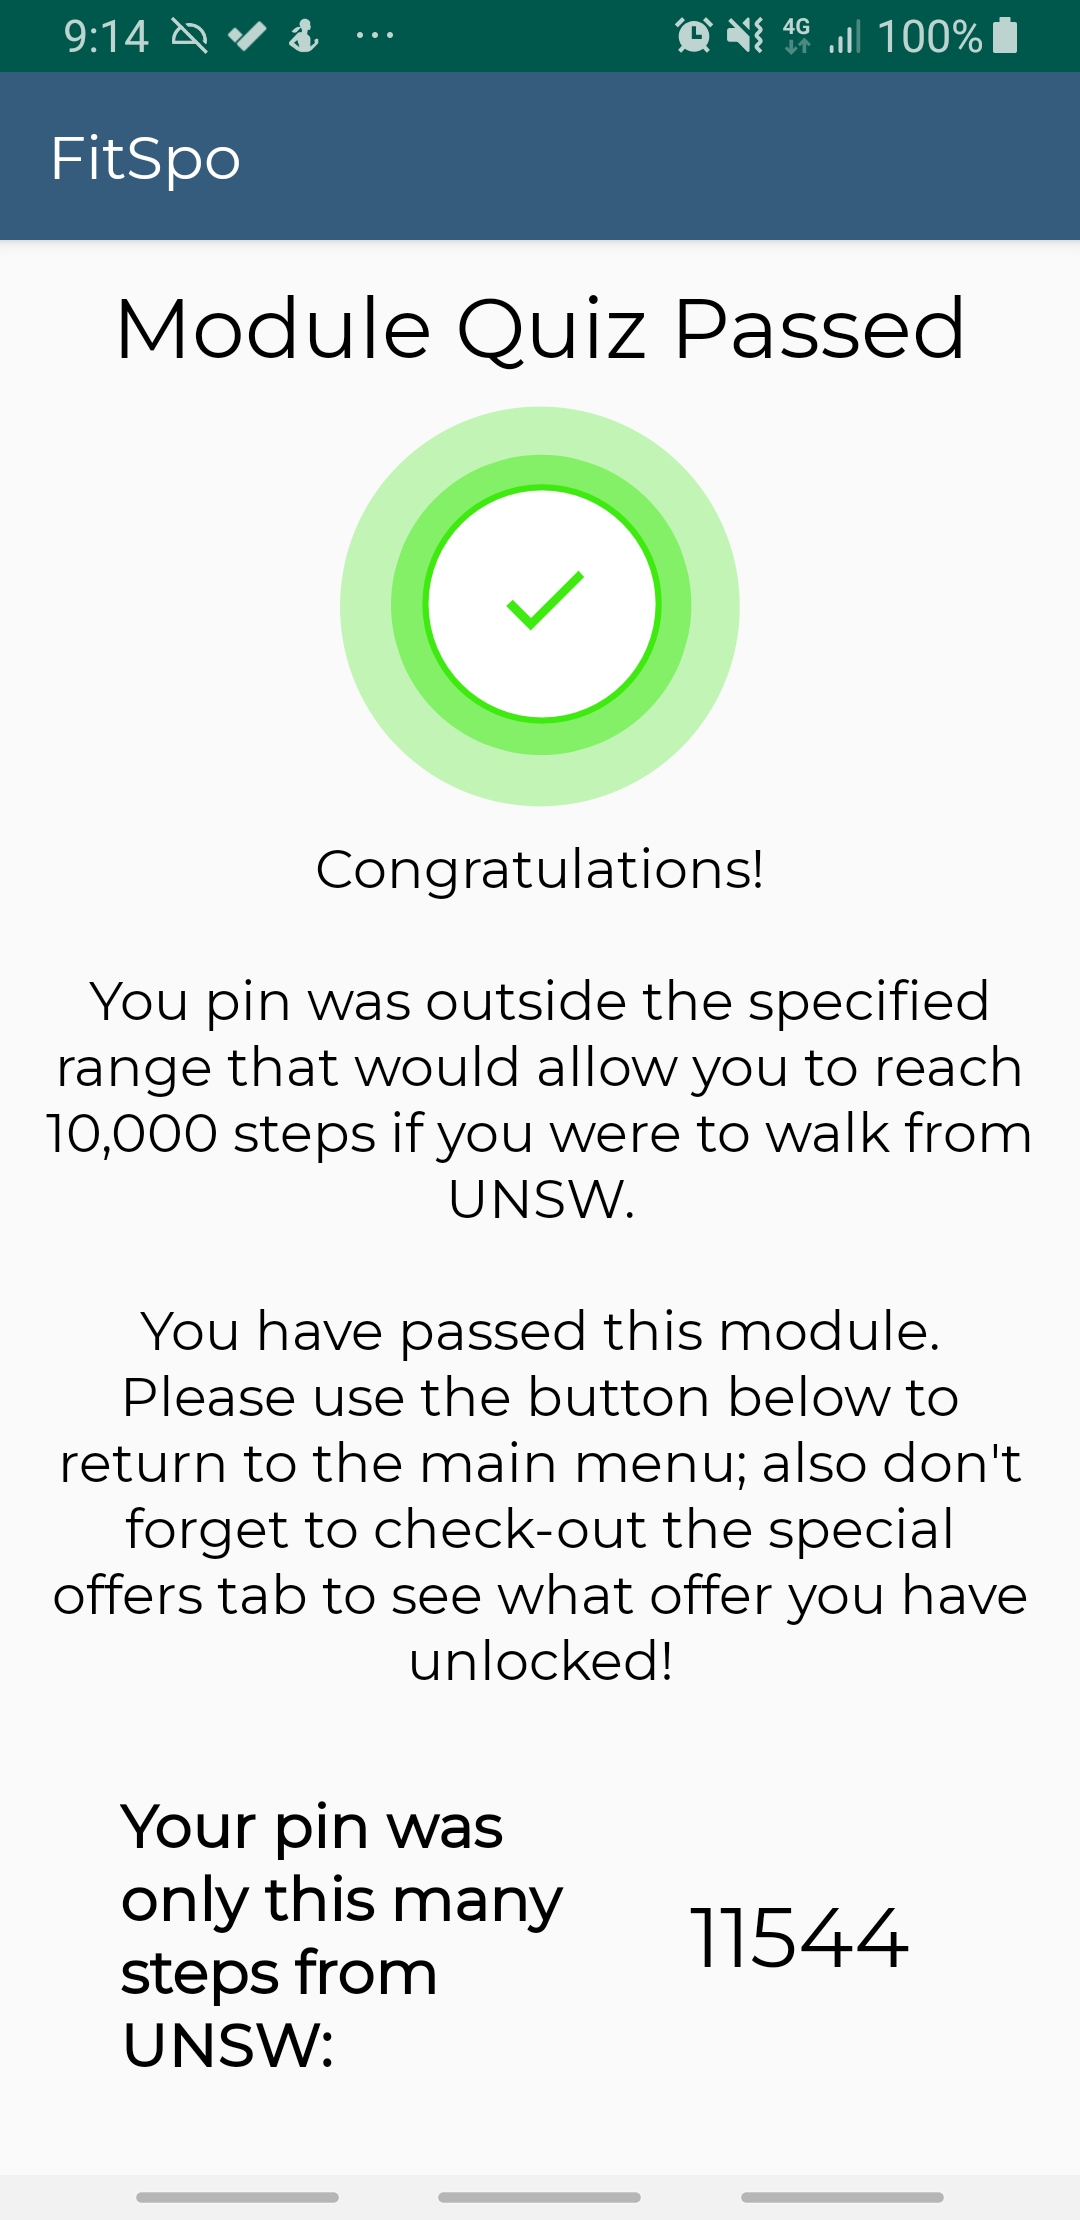 9:14
4G
100%
FitSpo
Module Quiz Passed
Congratulations!
You pin was outside the specified
range that would allow you to reach
10,000 steps if you were to walk from
UNSW.
You have passed this module.
Please use the button below to
return to the main menu; also don't
forget to check-out the special
offers tab to see what offer you have
unlocked!
Your pin was
only this many
steps from
UNSW:
11544